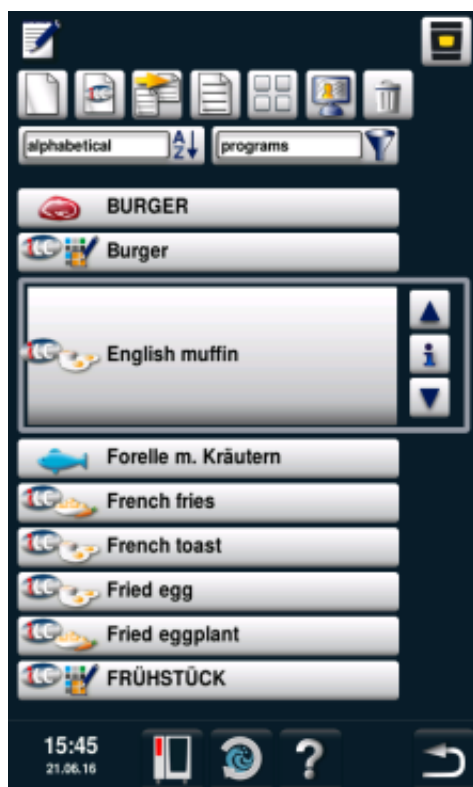 alphabetical
programs
BURGER
Burger
English muffin
Forelle m. Kräutern
French fries
French toast
Fried egg
Fried eggplant
FRÜHSTÜCK
15:45
21.06.16